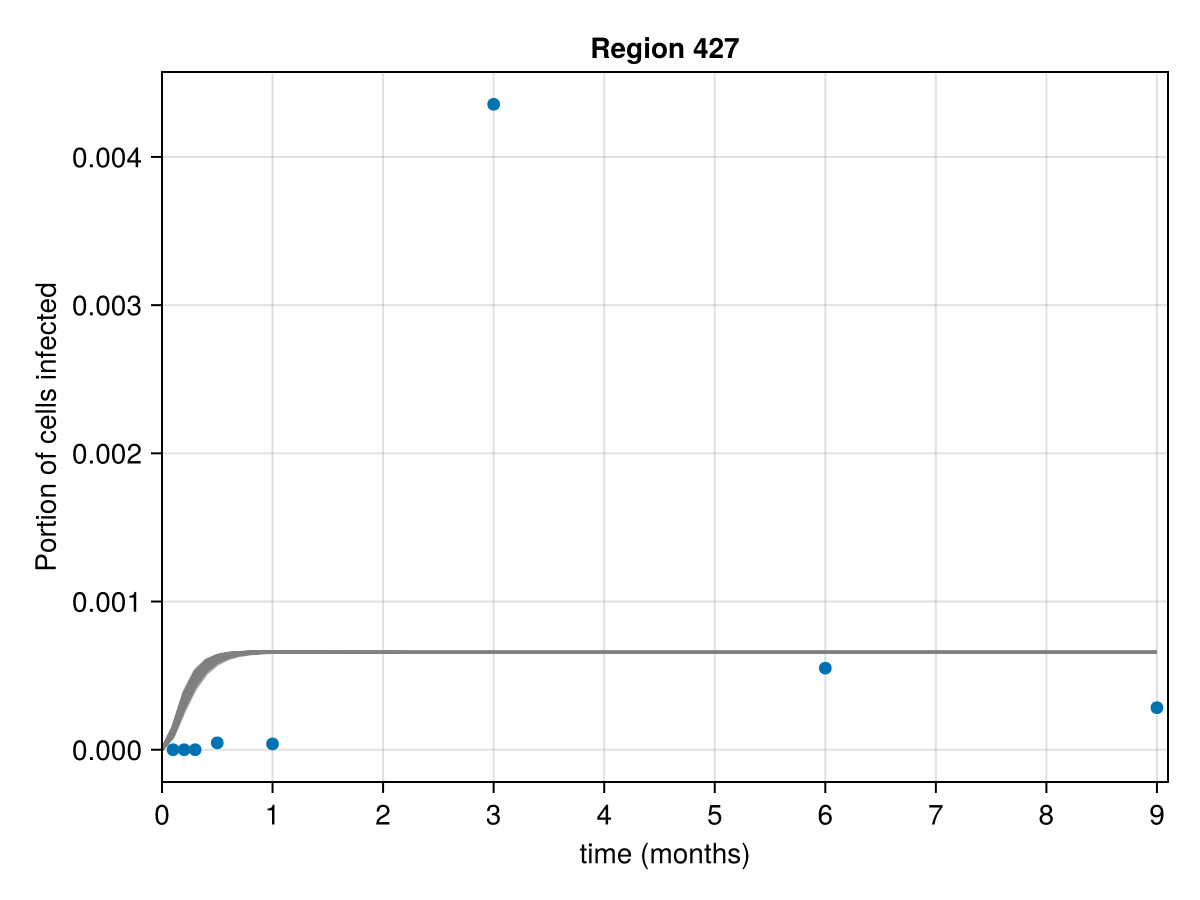 Region 427
0.004
0.003
0.002
0.001
0.000
Portion of cells infected
0 1 2 3 4 5 6 7 8 9
time (months)